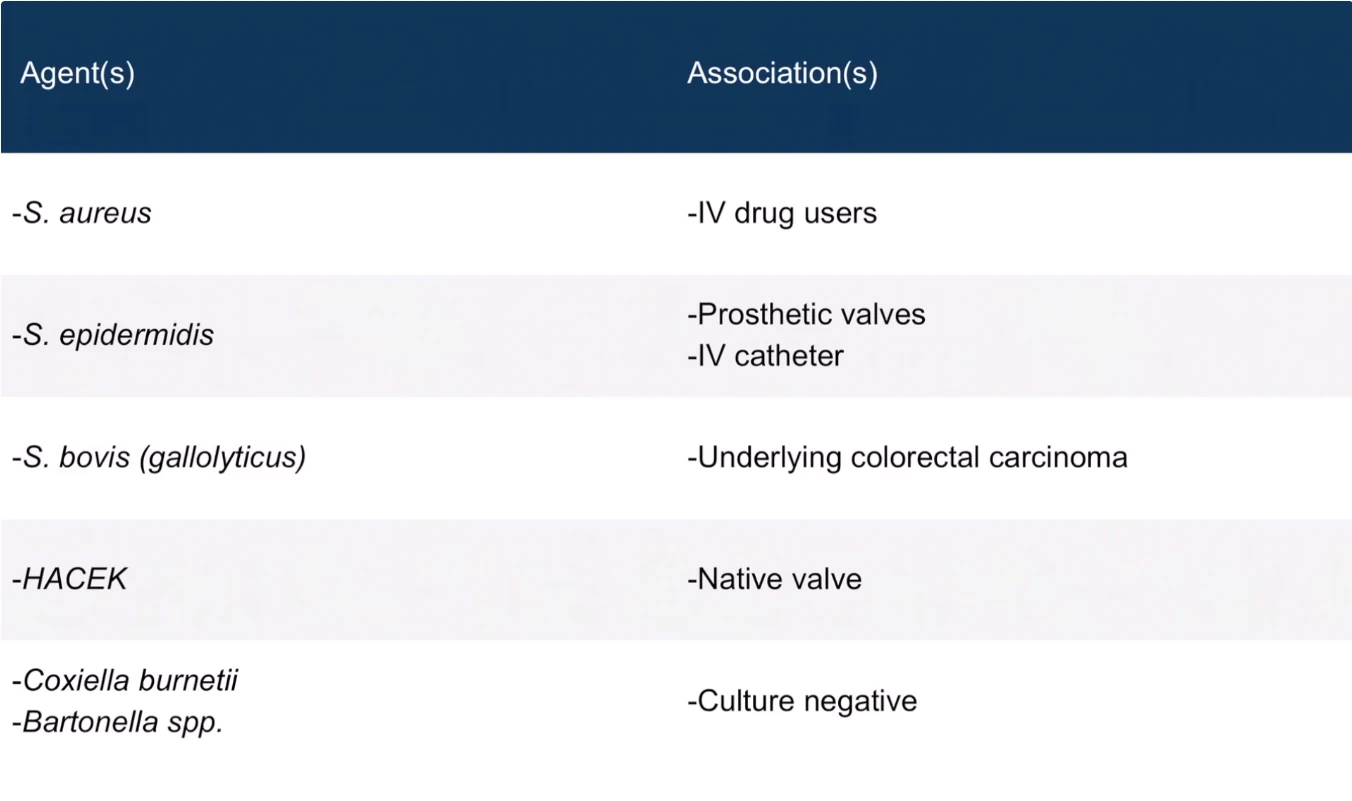 Agent(s) Association(s)
-S. aureus -IV drug users
-S. epidermidis
-Prosthetic valves
-IV catheter
-S. bovis (gallolyticus) -Underlying colorectal carcinoma
-HACEK -Native valve
-Coxiella burnetii
-Bartonella spp.
-Culture negative